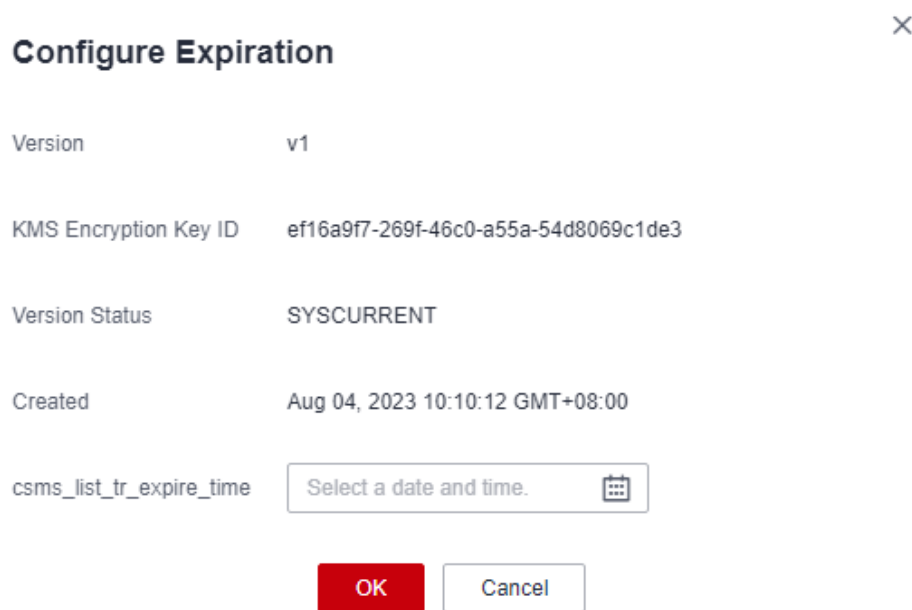 Configure Expiration
Version v1
KMS Encryption Key ID ef16a9f7-269f-46c0-a55a-54d8069c1de3
Version Status SYSCURRENT
Created Aug 04, 2023 10:10:12 GMT+08:00
csms_list_tr_expire_time Select a date and time.
OK Cancel